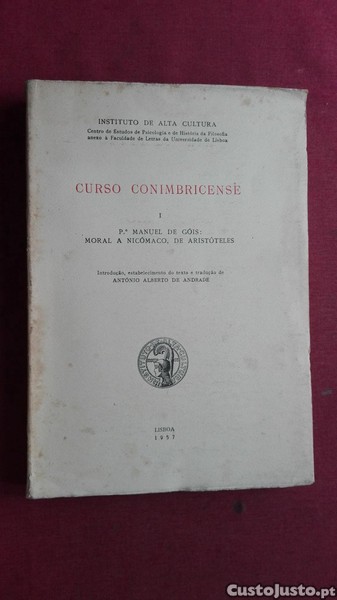 INSTITUTO DE ALTA CULTURA
Centro de Estudos de Psicologia e de História da Filosofia
anexo à Faculdade de Letras da Universidade de Lisboa
CURSO CONIMBRICENSE
I
P.e MANUEL DE GÓIS:
MORAL A NICÓMACO, DE ARISTÓTELES
Introdução, estabelecimento do texto e tradução de
ANTÓNIO ALBERTO DE ANDRADE
LISBOA
1957
CustoJusto.pt